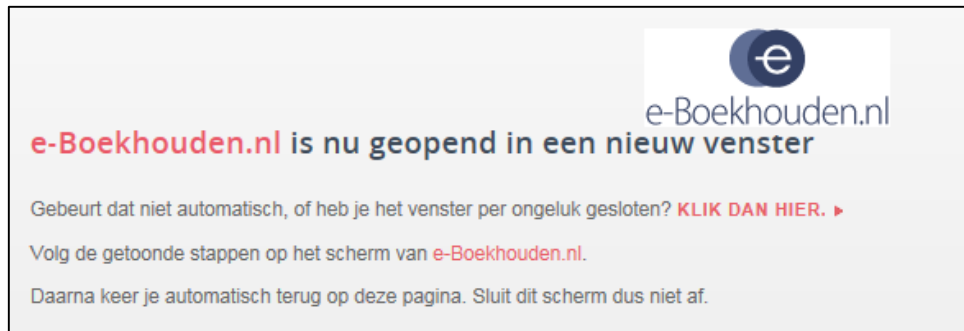 e-Boekhouden.nl
e-Boekhouden.nl is nu geopend in een nieuw venster
Gebeurt dat niet automatisch, of heb je het venster per ongeluk gesloten? KLIK DAN HIER. ▸
Volg de getoonde stappen op het scherm van e-Boekhouden.nl.
Daarna keer je automatisch terug op deze pagina. Sluit dit scherm dus niet af.